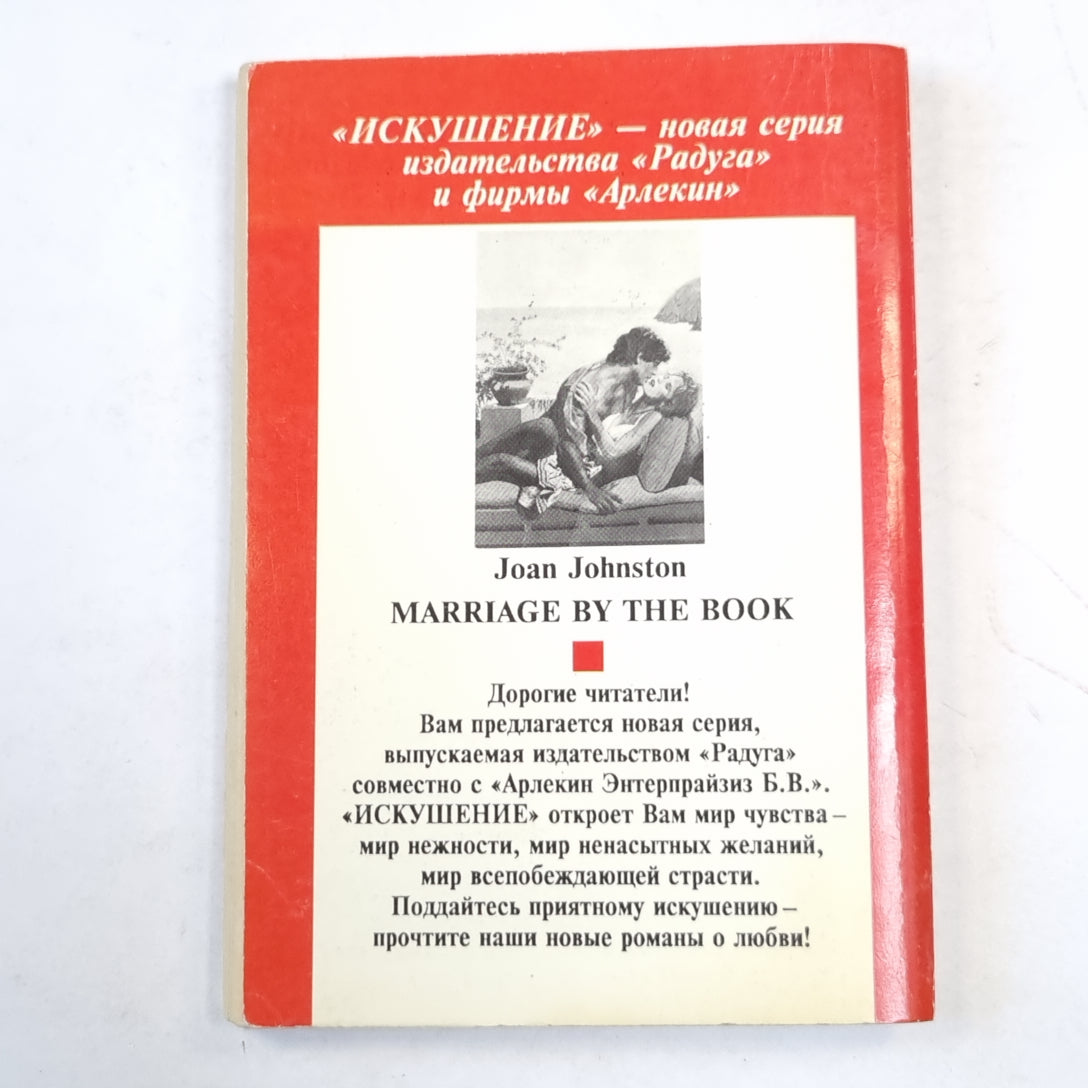 «ИСКУШЕНИЕ» — новая серия
издательства «Радуга»
и фирмы «Арлекин»
Joan Johnston
MARRIAGE BY THE BOOK
Дорогие читатели!
Вам предлагается новая серия,
выпускаемая издательством «Радуга»
совместно с «Арлекин Энтерпрайзиз Б.В.».
«ИСКУШЕНИЕ» откроет Вам мир чувства –
мир нежности, мир ненасытных желаний,
мир всепобеждающей страсти.
Поддайтесь приятному искушению –
прочтите наши новые романы о любви!